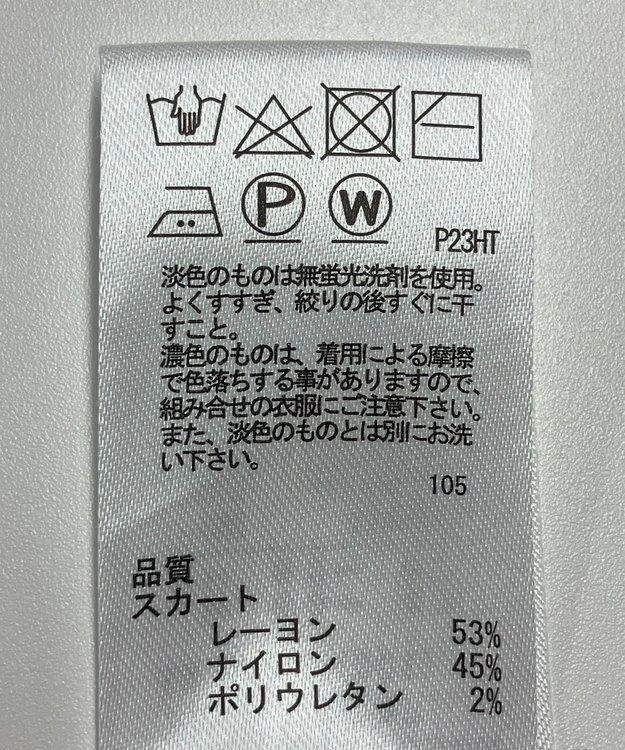 P W P23HT
淡色のものは無蛍光洗剤を使用。
よくすすぎ、絞りの後すぐに干
すこと。
濃色のものは、着用による摩擦
で色落ちする事がありますので、
組み合せの衣服にご注意下さい。
また、淡色のものとは別にお洗
い下さい。
105
品質
スカート
レーヨン 53%
ナイロン 45%
ポリウレタン 2%